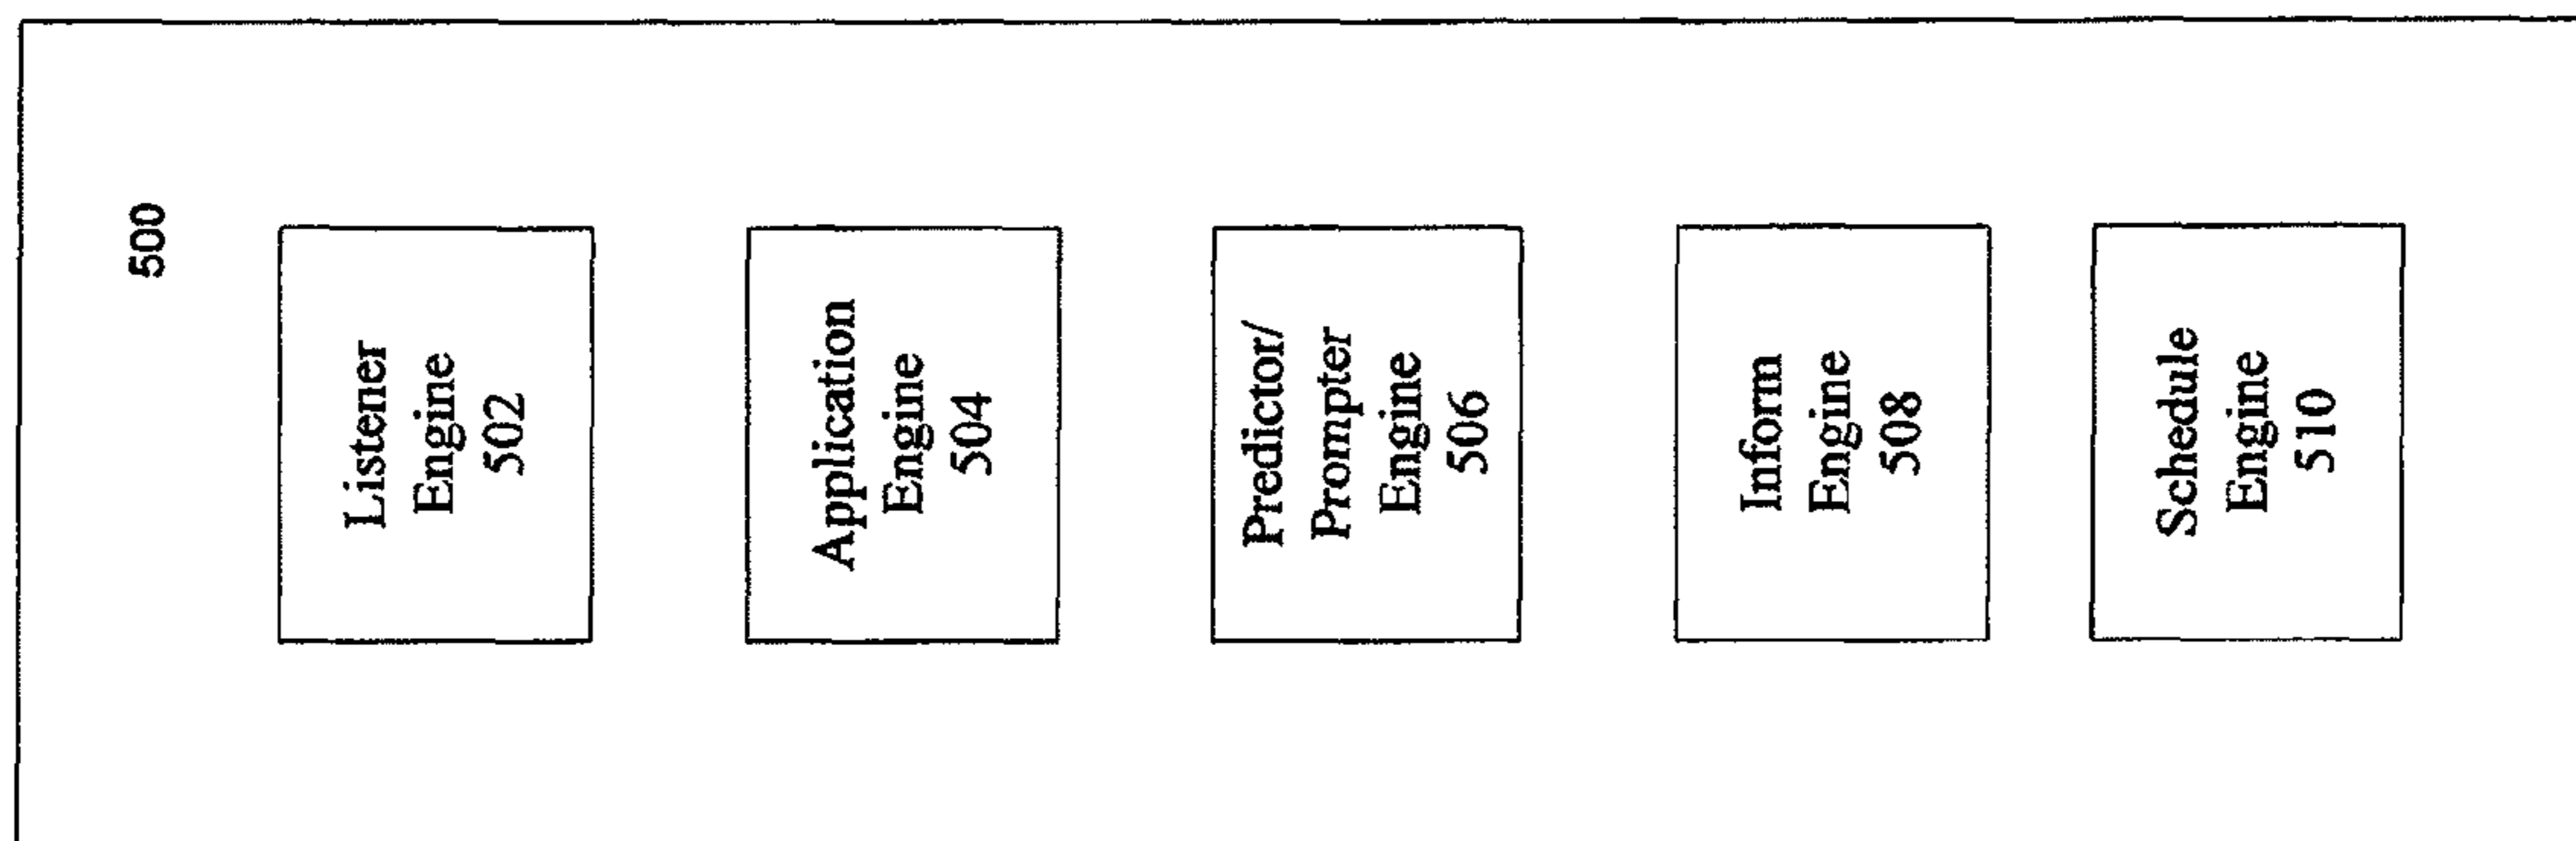 500
Listener
Engine
502
Application
Engine
504
Predictor/
Prompter
Engine
506
Inform
Engine
508
Schedule
Engine
510